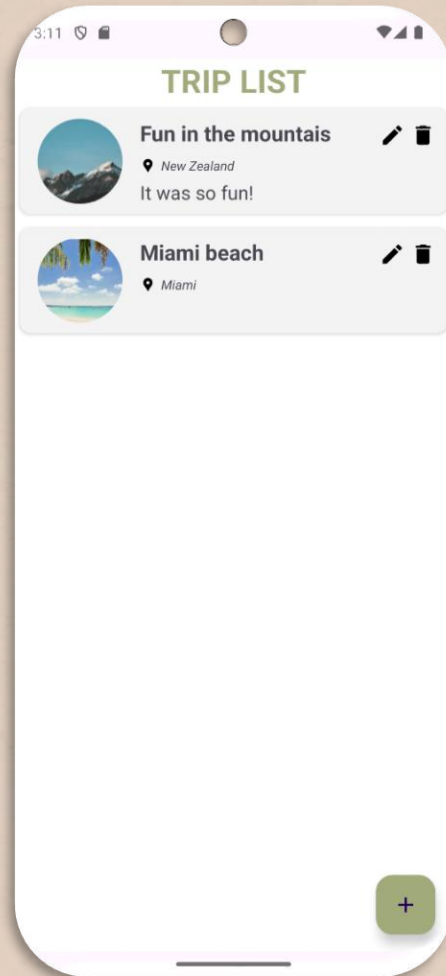 3:11
TRIP LIST
Fun in the mountais
New Zealand
It was so fun!
Miami beach
Miami
+